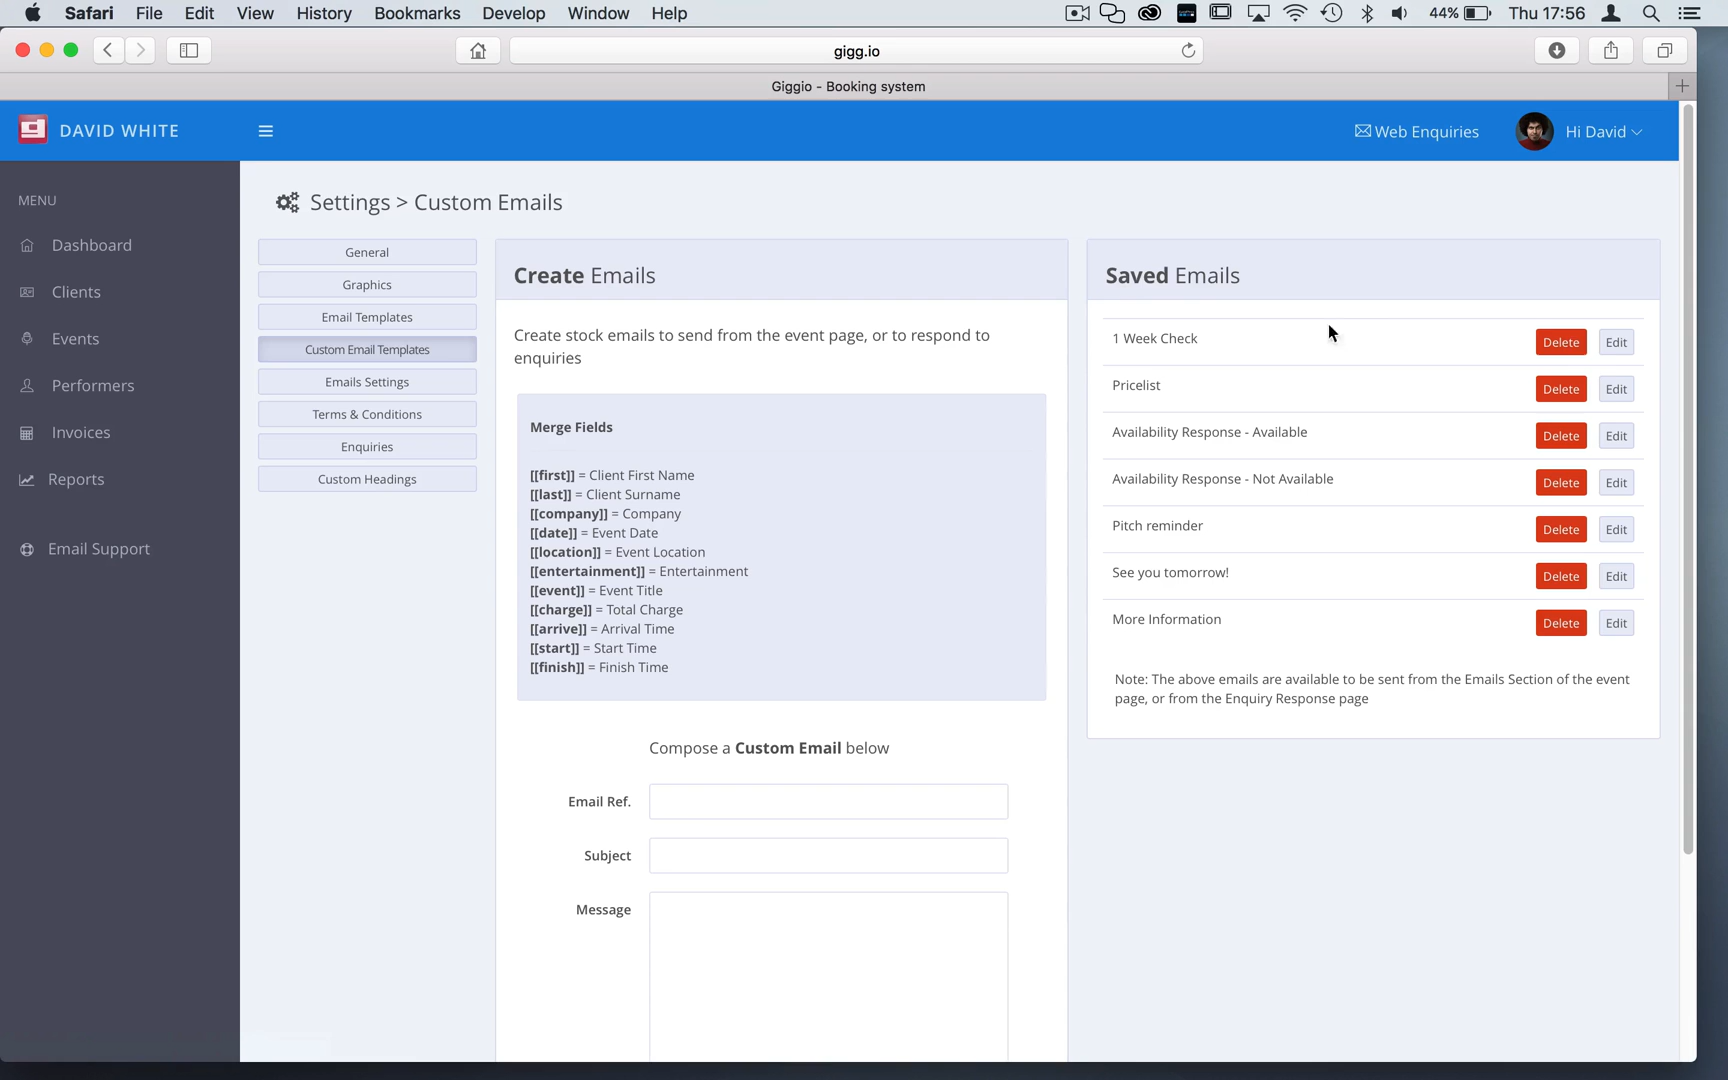 Safari File Edit View History Bookmarks Develop Window Help 44% Thu 17:56
gigg.io
Giggio - Booking system
DAVID WHITE
Web Enquiries
Hi David
MENU
Dashboard
Clients
Events
Performers
Invoices
Reports
Email Support
Settings > Custom Emails
General
Graphics
Email Templates
Custom Email Templates
Emails Settings
Terms & Conditions
Enquiries
Custom Headings
Create Emails
Create stock emails to send from the event page, or to respond to
enquiries
Merge Fields
[[first]] = Client First Name
[[last]] = Client Surname
[[company]] = Company
[[date]] = Event Date
[[location]] = Event Location
[[entertainment]] = Entertainment
[[event]] = Event Title
[[charge]] = Total Charge
[[arrive]] = Arrival Time
[[start]] = Start Time
[[finish]] = Finish Time
Compose a Custom Email below
Email Ref.
Subject
Message
Saved Emails
1 Week Check Delete Edit
Pricelist Delete Edit
Availability Response - Available Delete Edit
Availability Response - Not Available Delete Edit
Pitch reminder Delete Edit
See you tomorrow! Delete Edit
More Information Delete Edit
Note: The above emails are available to be sent from the Emails Section of the event
page, or from the Enquiry Response page